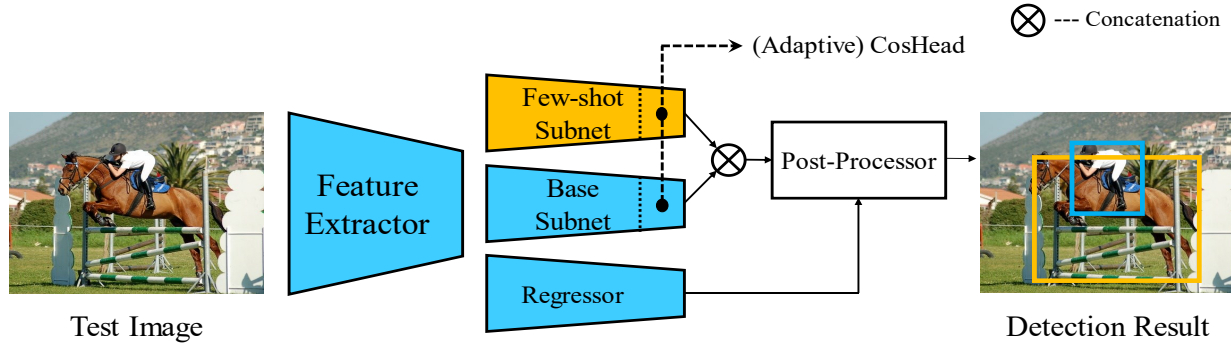 --- Concatenation
(Adaptive) CosHead
Few-shot
Subnet
Feature
Extractor
Base
Subnet
Post-Processor
Regressor
Test Image
Detection Result